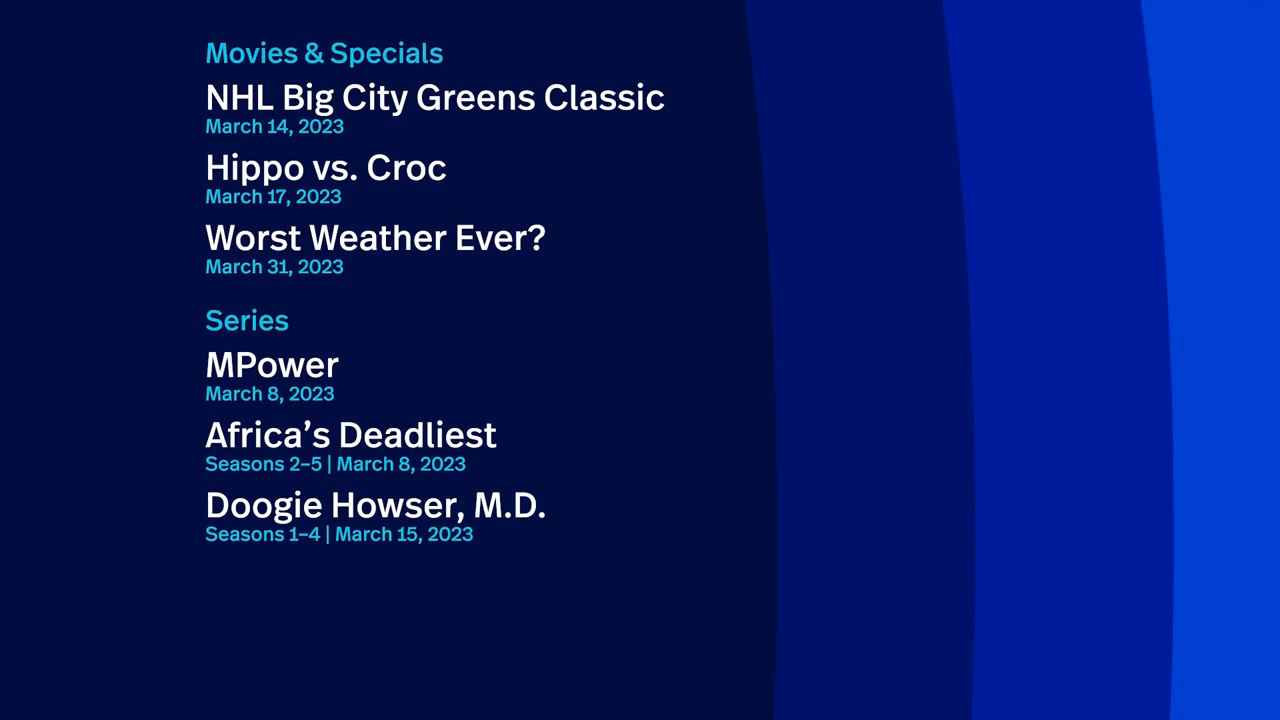 Movies & Specials
NHL Big City Greens Classic
March 14, 2023
Hippo vs. Croc
March 17, 2023
Worst Weather Ever?
March 31, 2023
Series
MPower
March 8, 2023
Africa’s Deadliest
Seasons 2–5 | March 8, 2023
Doogie Howser, M.D.
Seasons 1–4 | March 15, 2023